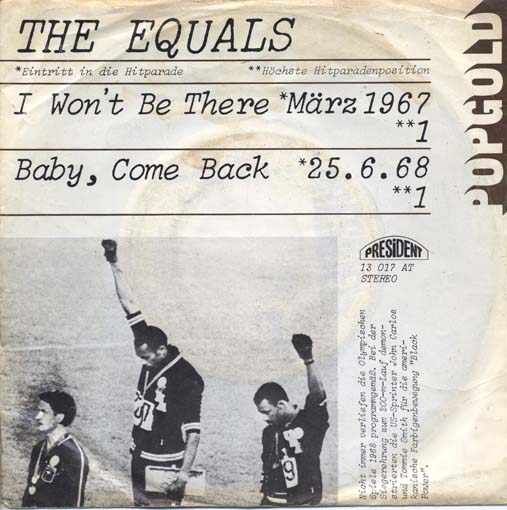 THE EQUALS
*Eintritt in die Hitparade **Höchste Hitparadenposition
I Won't Be There *März 1967
**1
Baby, Come Back *25.6.68
**1
POPGOLD
PRESIDENT
13 017 AT
STEREO
Nicht immer verliefen die Olympischen
Spiele 1968 programmgemäß. Bei der
Siegerehrung zum 200-m-Lauf demon-
strierten die US-Sprinter John Carlos
und Tommie Smith für die ameri-
kanische Farbigenbewegung "Black
Power".